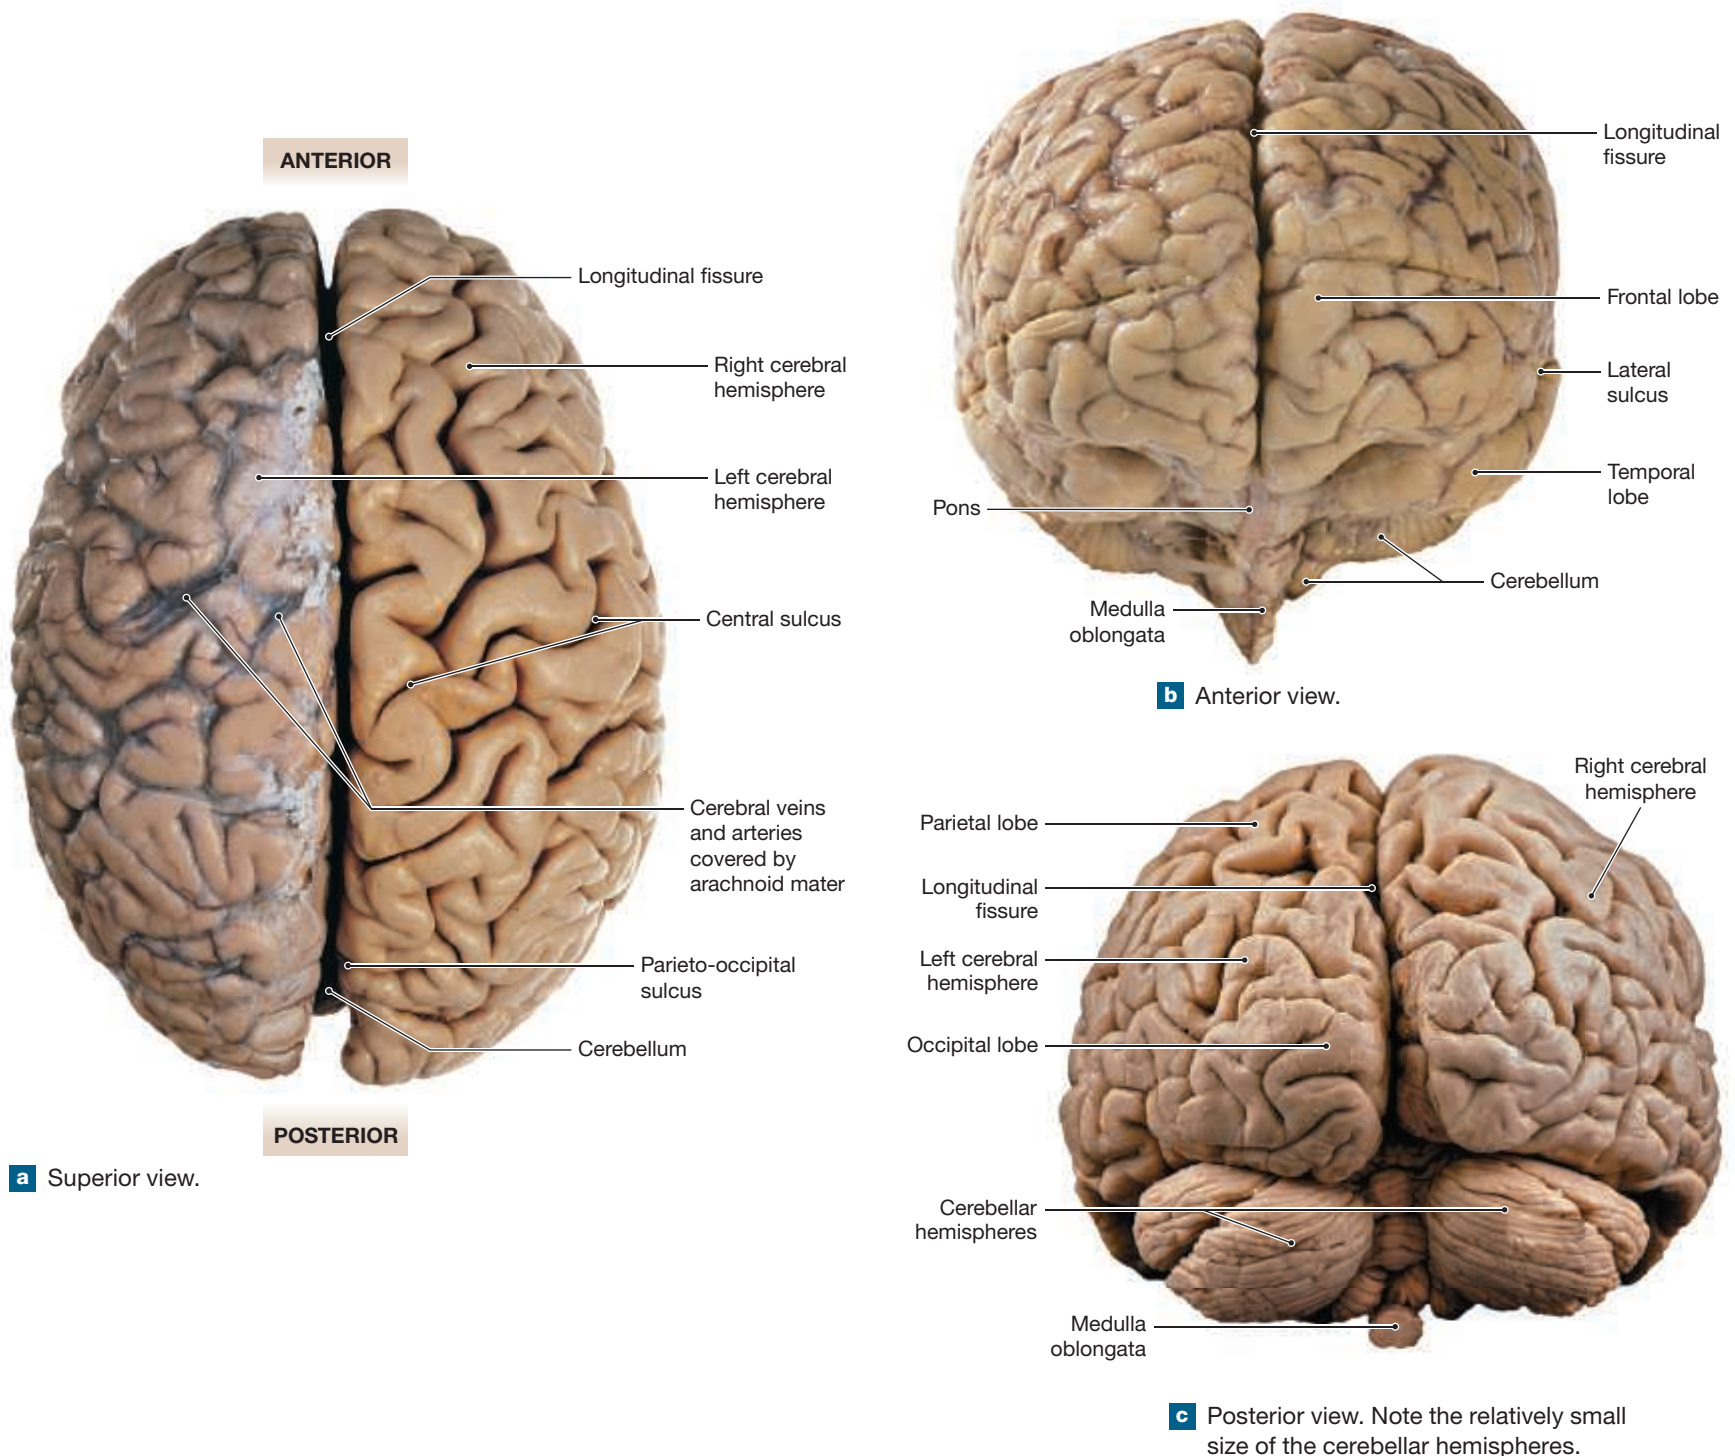 ANTERIOR
Longitudinal fissure
Right cerebral
hemisphere
Left cerebral
hemisphere
Central sulcus
Cerebral veins
and arteries
covered by
arachnoid mater
Parieto-occipital
sulcus
Cerebellum
POSTERIOR
a Superior view.
Longitudinal
fissure
Frontal lobe
Lateral
sulcus
Temporal
lobe
Pons
Cerebellum
Medulla
oblongata
b Anterior view.
Right cerebral
hemisphere
Parietal lobe
Longitudinal
fissure
Left cerebral
hemisphere
Occipital lobe
Cerebellar
hemispheres
Medulla
oblongata
c Posterior view. Note the relatively small
size of the cerebellar hemispheres.